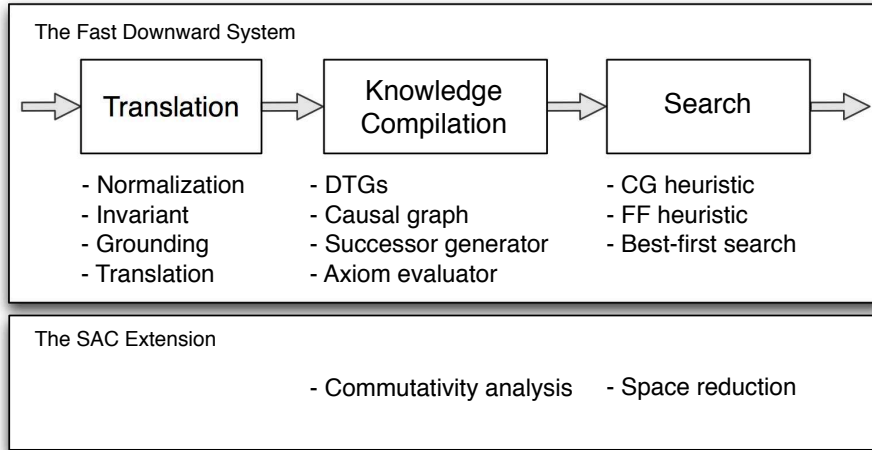 The Fast Downward System
Translation
Knowledge
Compilation
Search
- Normalization
- Invariant
- Grounding
- Translation
- DTGs
- Causal graph
- Successor generator
- Axiom evaluator
- CG heuristic
- FF heuristic
- Best-first search
The SAC Extension
- Commutativity analysis
- Space reduction